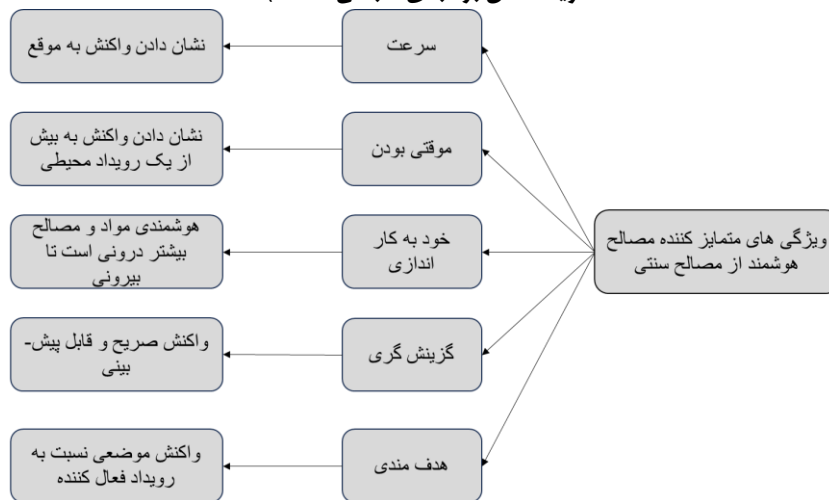 ویژگی های متمایز کننده مصالح
هوشمند از مصالح سنتی
سرعت
نشان دادن واکنش به موقع
موقتی بودن
نشان دادن واکنش به بیش
از یک رویداد محیطی
خود به کار
اندازی
هوشمندی مواد و مصالح
بیشتر درونی است تا
بیرونی
گزینش گری
واکنش صریح و قابل پیش-
بینی
هدف مندی
واکنش موضعی نسبت به
رویداد فعال کننده